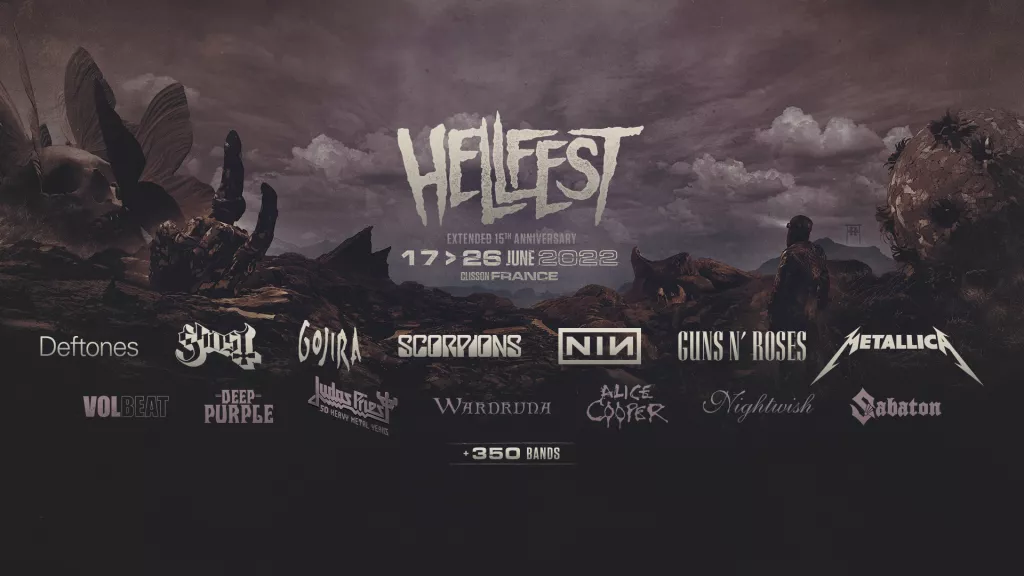 HELLFEST
EXTENDED 15TH ANNIVERSARY
17 > 26 JUNE 2022
CLISSON FRANCE
Deftones GHOST GOJIRA SCORPIONS NIN GUNS N' ROSES METALLICA
VOLBEAT DEEP PURPLE Judas Priest 50 HEAVY METAL YEARS WARDRUNA ALICE COOPER Nightwish Sabaton
+350 BANDS